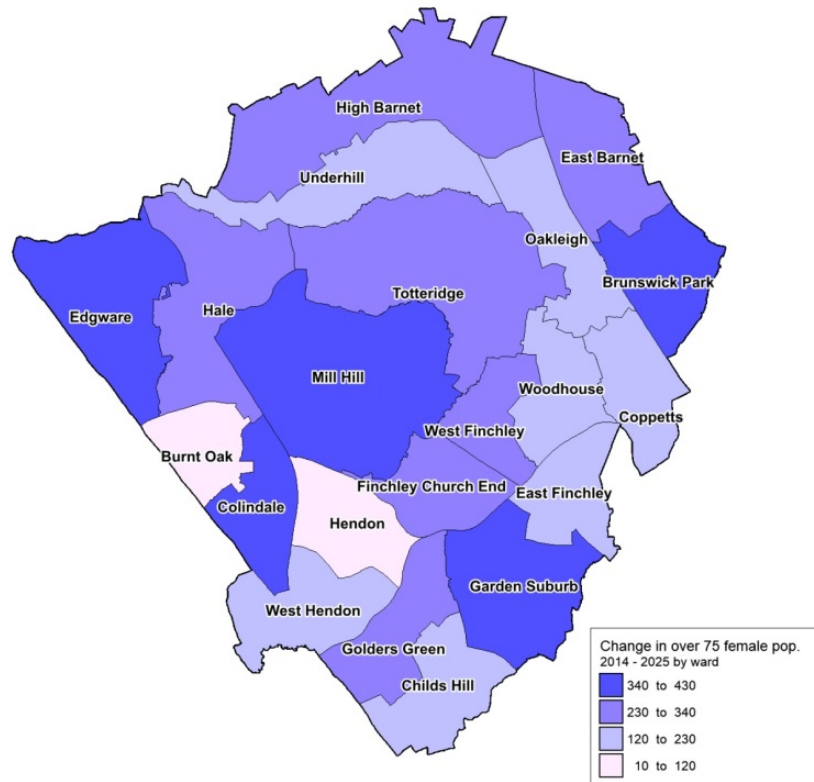 High Barnet
East Barnet
Underhill
Oakleigh
Brunswick Park
Totteridge
Hale
Edgware
Mill Hill
Woodhouse
Coppetts
West Finchley
Burnt Oak
Finchley Church End
East Finchley
Colindale
Hendon
Garden Suburb
West Hendon
Golders Green
Childs Hill
Change in over 75 female pop.
2014 - 2025 by ward
340 to 430
230 to 340
120 to 230
10 to 120